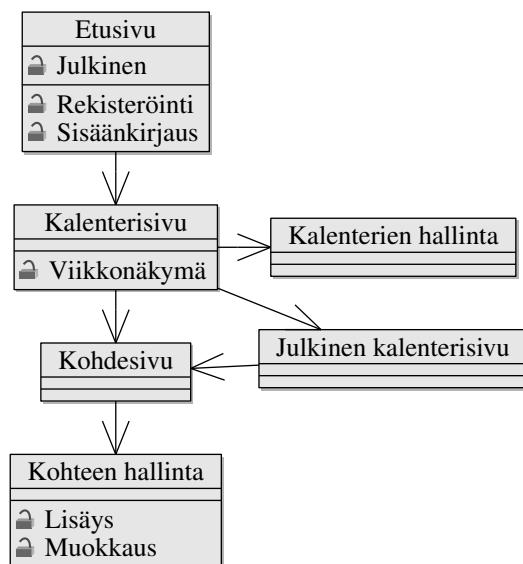 Etusivu
Julkinen
Rekisteröinti
Sisäänkirjaus
Kalenterisivu
Viikkonäkymä
Kalenterien hallinta
Kohdesivu
Julkinen kalenterisivu
Kohteen hallinta
Lisäys
Muokkaus